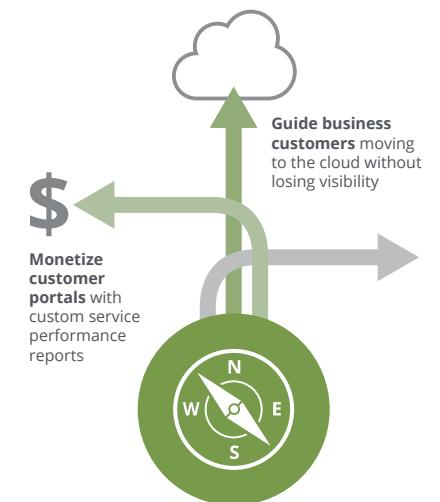 Guide business
customers moving
to the cloud without
losing visibility
$
Monetize
customer
portals with
custom service
performance
reports
N
W E
S